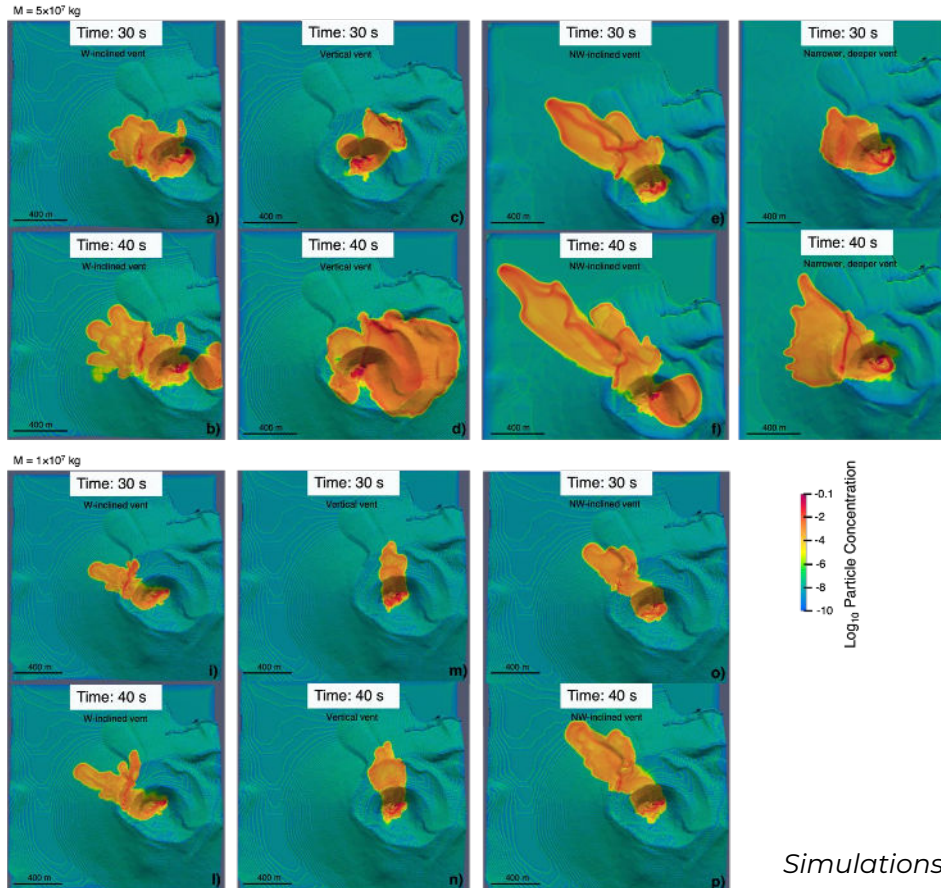 M = 5×10⁷ kg
Time: 30 s
W-inclined vent
400 m
a)
Time: 30 s
Vertical vent
400 m
c)
Time: 30 s
NW-inclined vent
400 m
e)
Time: 30 s
Narrower, deeper vent
400 m
Time: 40 s
W-inclined vent
400 m
b)
Time: 40 s
Vertical vent
400 m
d)
Time: 40 s
NW-inclined vent
400 m
f)
Time: 40 s
Narrower, deeper vent
400 m
M = 1×10⁷ kg
Time: 30 s
W-inclined vent
400 m
i)
Time: 30 s
Vertical vent
400 m
m)
Time: 30 s
NW-inclined vent
400 m
o)
Time: 40 s
W-inclined vent
400 m
l)
Time: 40 s
Vertical vent
400 m
n)
Time: 40 s
NW-inclined vent
400 m
p)
-0.1
-2
-4
-6
-8
-10
Log₁₀ Particle Concentration
Simulations